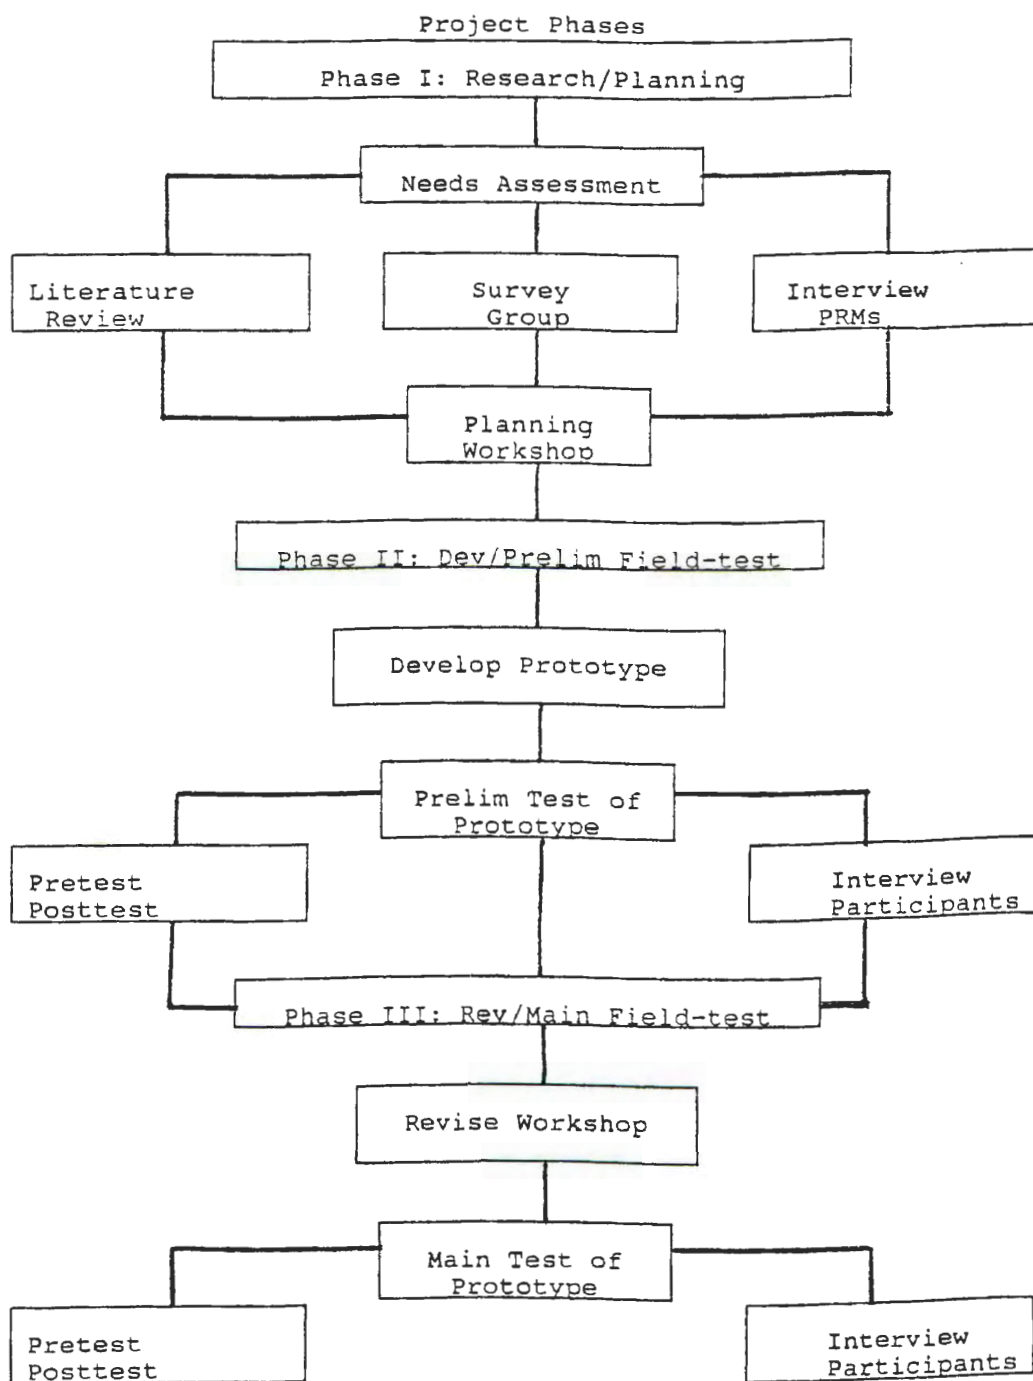 Project Phases
Phase I: Research/Planning
Needs Assessment
Literature
Review
Survey
Group
Interview
PRMs
Planning
Workshop
Phase II: Dev/Prelim Field-test
Develop Prototype
Prelim Test of
Prototype
Pretest
Posttest
Interview
Participants
Phase III: Rev/Main Field-test
Revise Workshop
Main Test of
Prototype
Pretest
Posttest
Interview
Participants